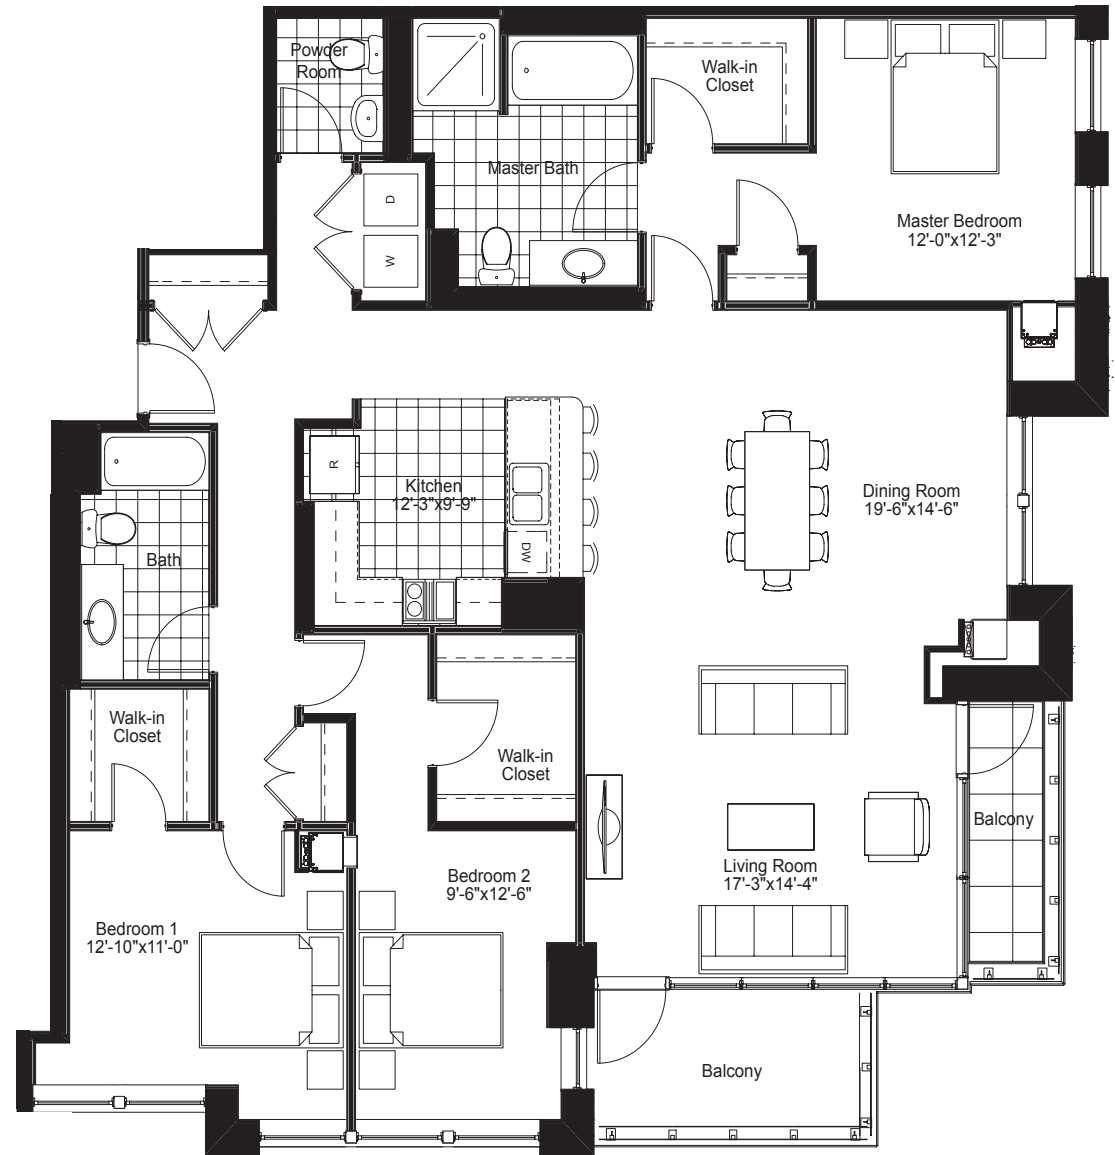 Powder
Room
Walk-in
Closet
Master Bath
D
W
Master Bedroom
12'-0"x12'-3"
R
Kitchen
12'-3"x9'-9"
DW
Dining Room
19'-6"x14'-6"
Bath
Walk-in
Closet
Walk-in
Closet
Balcony
Living Room
17'-3"x14'-4"
Bedroom 2
9'-6"x12'-6"
Bedroom 1
12'-10"x11'-0"
Balcony